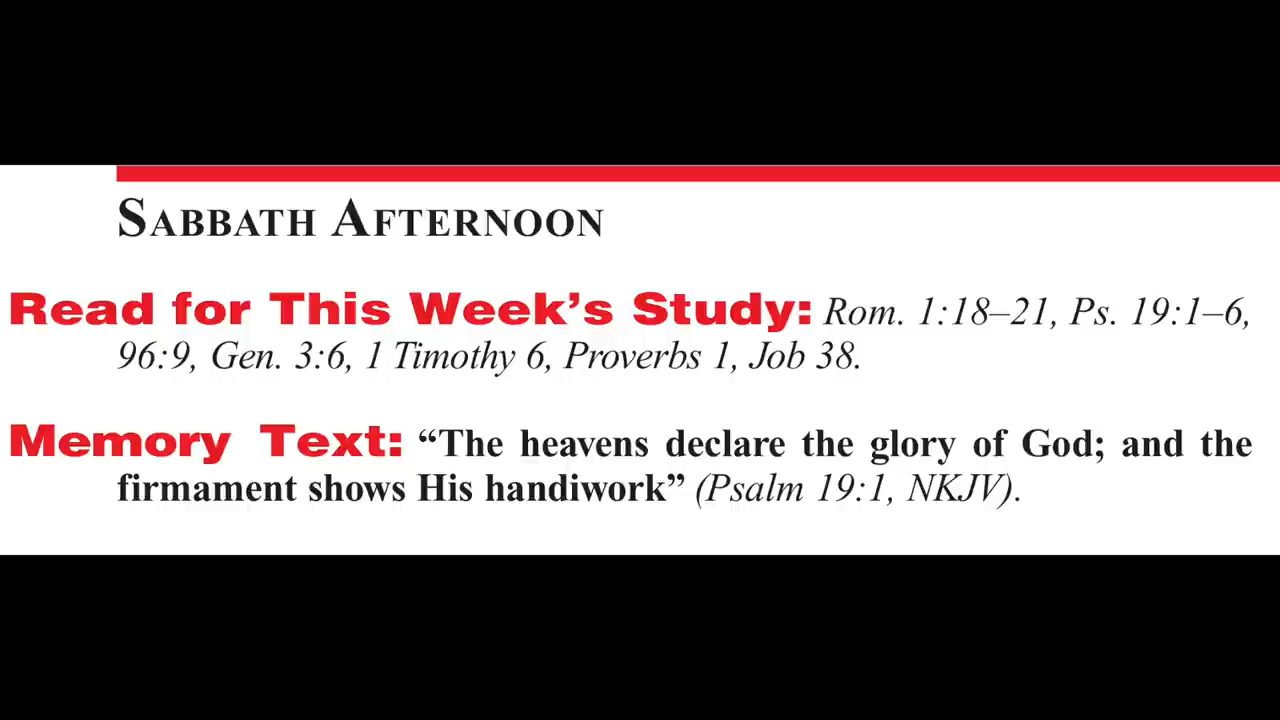 SABBATH AFTERNOON
Read for This Week’s Study: Rom. 1:18–21, Ps. 19:1–6,
96:9, Gen. 3:6, 1 Timothy 6, Proverbs 1, Job 38.
Memory Text: “The heavens declare the glory of God; and the
firmament shows His handiwork” (Psalm 19:1, NKJV).